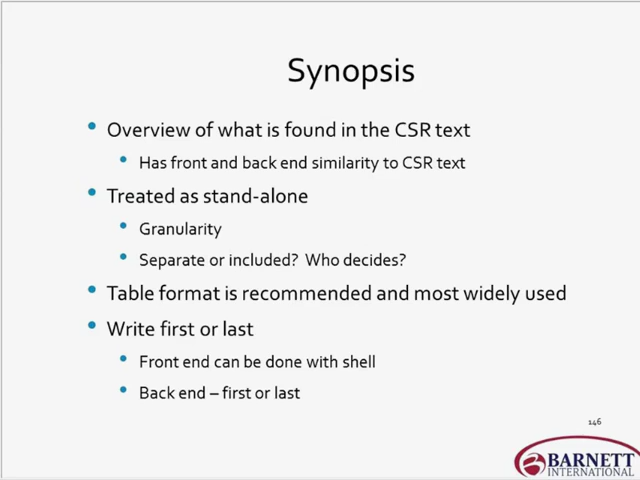 Synopsis
• Overview of what is found in the CSR text
• Has front and back end similarity to CSR text
• Treated as stand-alone
• Granularity
• Separate or included? Who decides?
• Table format is recommended and most widely used
• Write first or last
• Front end can be done with shell
• Back end – first or last
146
BARNETT
INTERNATIONAL